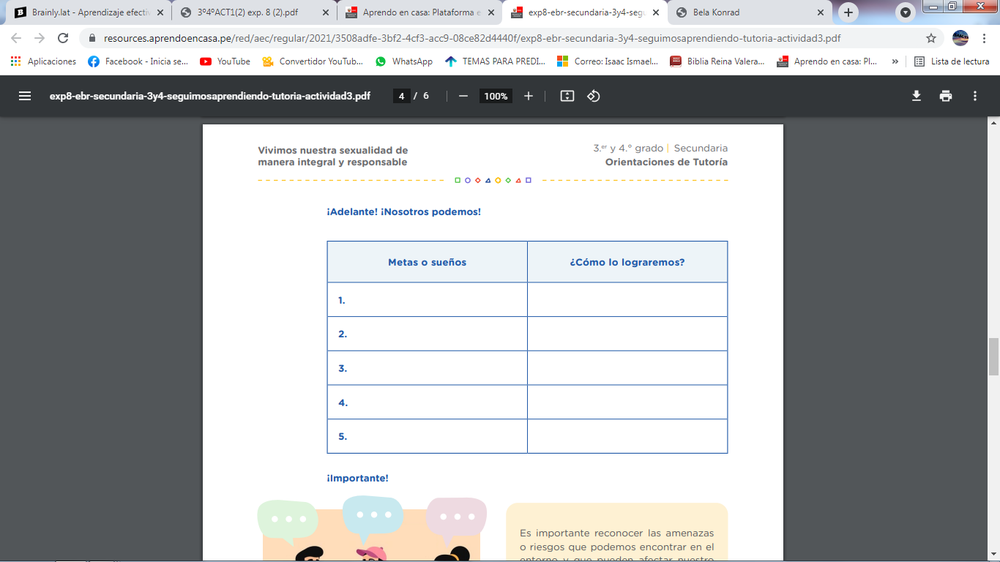 Brainly.lat - Aprendizaje efectiv
3º4ºACT1(2) exp. 8 (2).pdf
Aprendo en casa: Plataforma e
exp8-ebr-secundaria-3y4-segu
Bela Konrad
resources.aprendoencasa.pe/red/aec/regular/2021/3508adfe-3bf2-4cf3-acc9-08ce82d4440f/exp8-ebr-secundaria-3y4-seguimosaprendiendo-tutoria-actividad3.pdf
Aplicaciones
Facebook - Inicia se...
YouTube
Convertidor YouTub...
WhatsApp
TEMAS PARA PREDI...
Correo: Isaac Ismael...
Biblia Reina Valera...
Aprendo en casa: Pl...
»
Lista de lectura
exp8-ebr-secundaria-3y4-seguimosaprendiendo-tutoria-actividad3.pdf
4 / 6
100%
Vivimos nuestra sexualidad de
manera integral y responsable
3.er y 4.° grado | Secundaria
Orientaciones de Tutoría
¡Adelante! ¡Nosotros podemos!
Metas o sueños
¿Cómo lo lograremos?
1.
2.
3.
4.
5.
¡Importante!
Es importante reconocer las amenazas
o riesgos que podemos encontrar en el
entorno y que pueden afectar nuestro